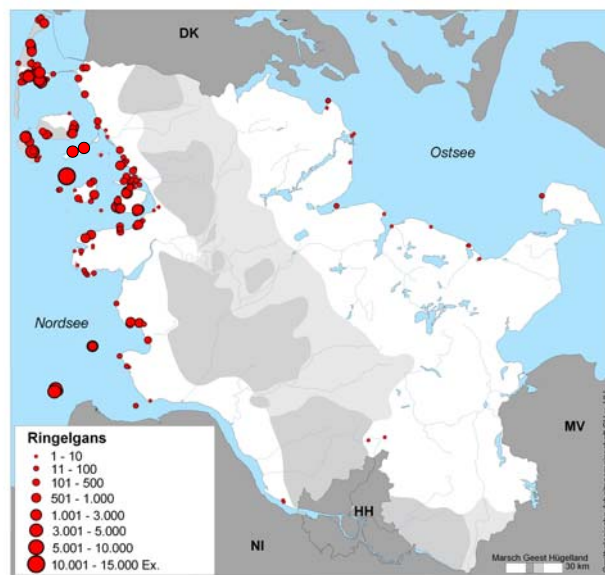 DK
Ostsee
Nordsee
MV
HH
NI
Ringelgans
1 - 10
11 - 100
101 - 500
501 - 1.000
1.001 - 3.000
3.001 - 5.000
5.001 - 10.000
10.001 - 15.000 Ex.
Marsch Geest Hügelland
30 km